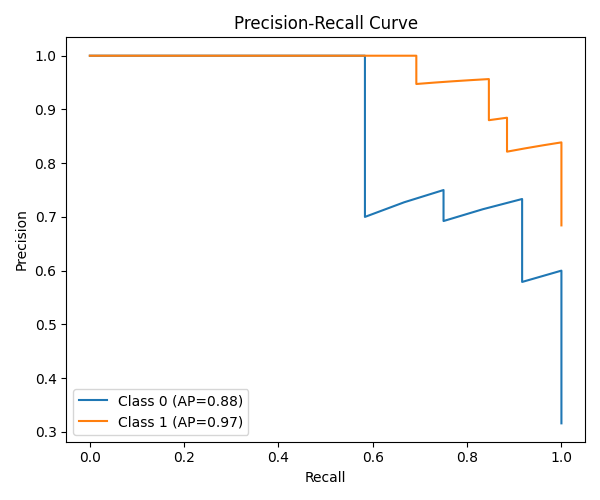 Precision-Recall Curve
Precision
1.0
0.9
0.8
0.7
0.6
0.5
0.4
0.3
Class 0 (AP=0.88)
Class 1 (AP=0.97)
0.0 0.2 0.4 0.6 0.8 1.0
Recall